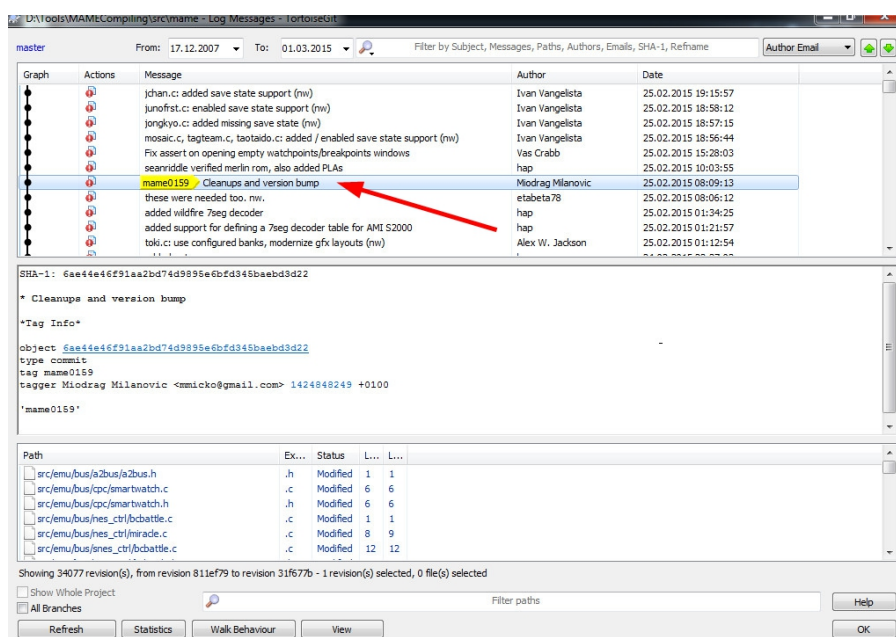 D:\Tools\MAMECompiling\src\mame - Log Messages - TortoiseGit
master From: 17.12.2007 To: 01.03.2015 Filter by Subject, Messages, Paths, Authors, Emails, SHA-1, Refname Author Email
Graph Actions Message Author Date
jchan.c: added save state support (nw) Ivan Vangelista 25.02.2015 19:15:57
junofrst.c: enabled save state support (nw) Ivan Vangelista 25.02.2015 18:58:12
jongkyo.c: added missing save state (nw) Ivan Vangelista 25.02.2015 18:57:15
mosaic.c, tagteam.c, taotaido.c: added / enabled save state support (nw) Ivan Vangelista 25.02.2015 18:56:44
Fix assert on opening empty watchpoints/breakpoints windows Vas Crabb 25.02.2015 15:28:03
seanriddle verified merlin rom, also added PLAs hap 25.02.2015 10:03:55
mame0159 Cleanups and version bump Miodrag Milanovic 25.02.2015 08:09:13
these were needed too. nw. etabeta78 25.02.2015 08:06:12
added wildfire 7seg decoder hap 25.02.2015 01:34:25
added support for defining a 7seg decoder table for AMI S2000 hap 25.02.2015 01:21:57
toki.c: use configured banks, modernize gfx layouts (nw) Alex W. Jackson 25.02.2015 01:12:54
SHA-1: 6ae44e46f91aa2bd74d9895e6bfd345baebd3d22
* Cleanups and version bump
*Tag Info*
object 6ae44e46f91aa2bd74d9895e6bfd345baebd3d22
type commit
tag mame0159
tagger Miodrag Milanovic <mmicko@gmail.com> 1424848249 +0100
'mame0159'
Path Ex... Status L... L...
src/emu/bus/a2bus/a2bus.h .h Modified 1 1
src/emu/bus/cpc/smartwatch.c .c Modified 6 6
src/emu/bus/cpc/smartwatch.h .h Modified 6 6
src/emu/bus/nes_ctrl/bcbattle.c .c Modified 1 1
src/emu/bus/nes_ctrl/miracle.c .c Modified 8 9
src/emu/bus/snes_ctrl/bcbattle.c .c Modified 12 12
Showing 34077 revision(s), from revision 811ef79 to revision 31f677b - 1 revision(s) selected, 0 file(s) selected
Show Whole Project
All Branches Filter paths Help
Refresh Statistics Walk Behaviour View OK